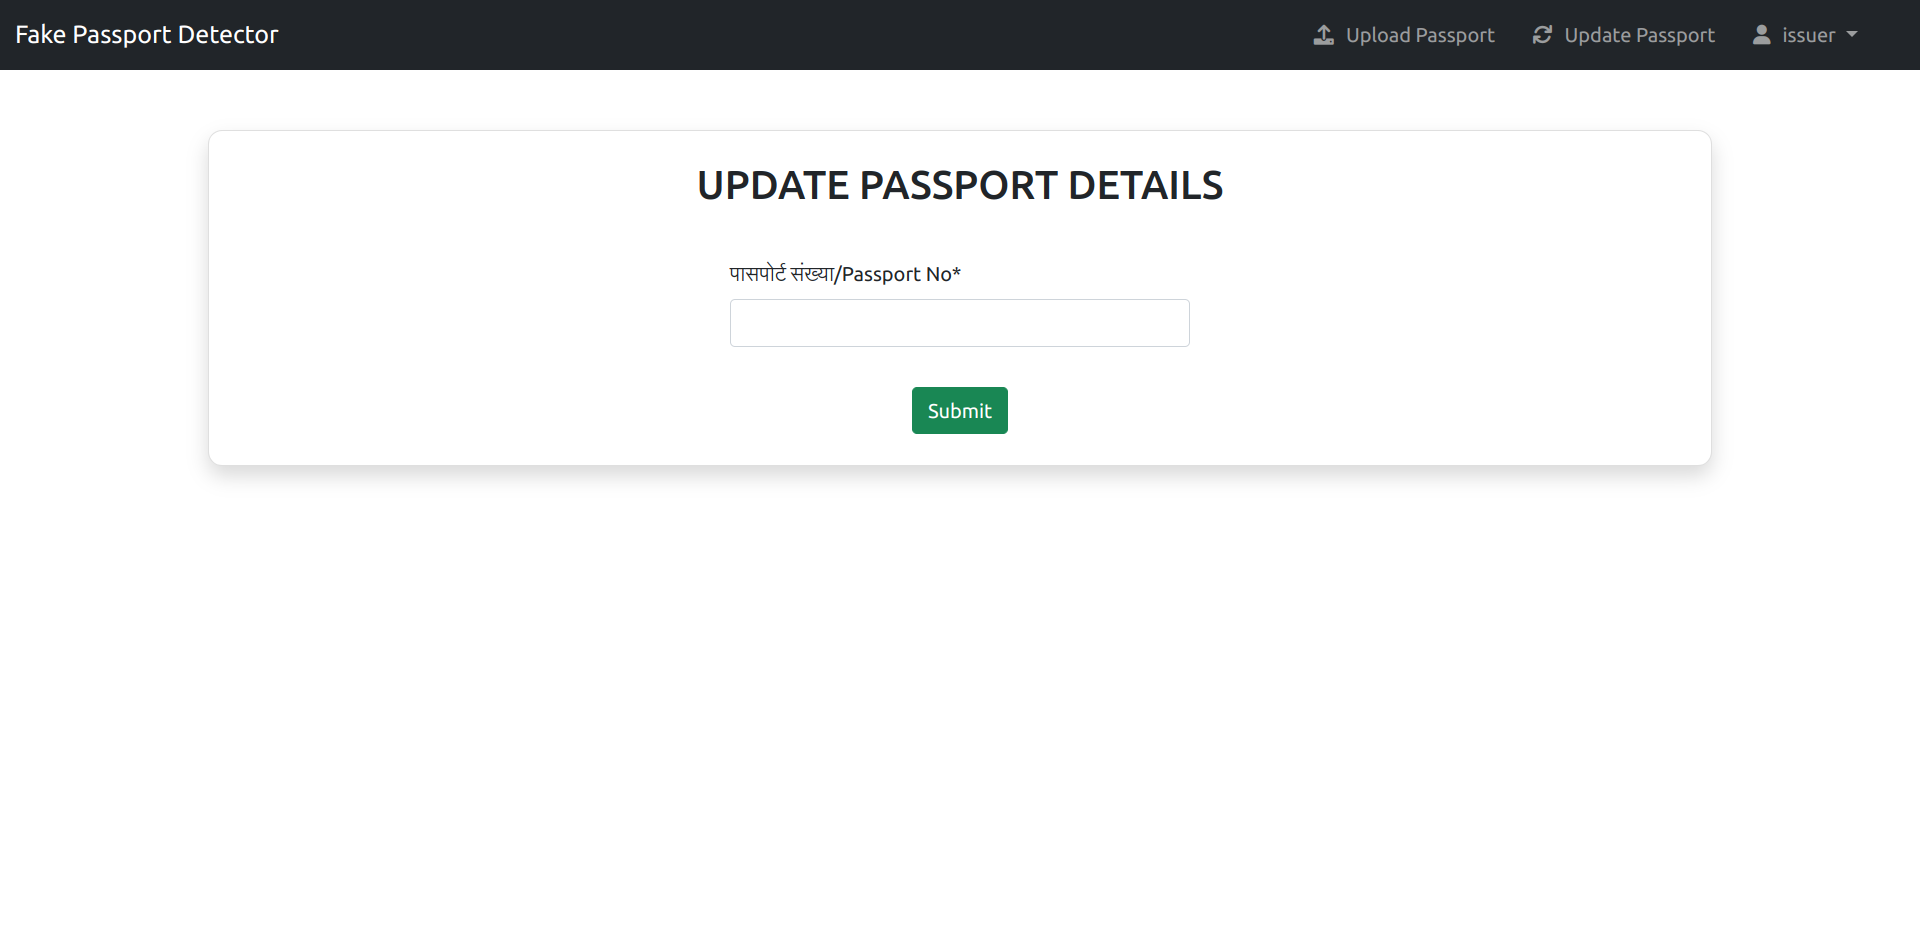 Fake Passport Detector
Upload Passport
Update Passport
issuer
UPDATE PASSPORT DETAILS
पासपोर्ट संख्या/Passport No*
Submit